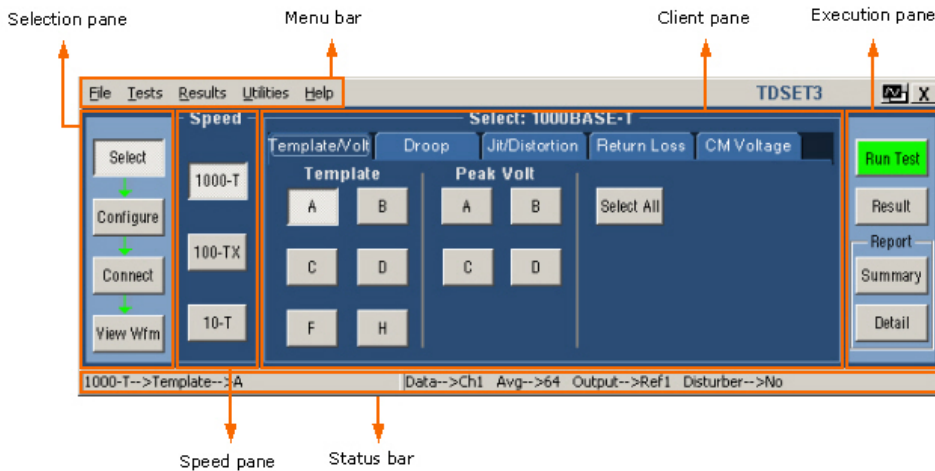 Selection pane
Menu bar
Client pane
Execution pane
File Tests Results Utilities Help
TDSET3
X
Speed
Select: 1000BASE-T
Template/Volt
Droop
Jit/Distortion
Return Loss
CM Voltage
Select
Configure
Connect
View Wfm
1000-T
100-TX
10-T
Template
A
B
C
D
F
H
Peak Volt
A
B
C
D
Select All
Run Test
Result
Report
Summary
Detail
1000-T-->Template-->A
Data-->Ch1 Avg-->64 Output-->Ref1 Disturber-->No
Speed pane
Status bar